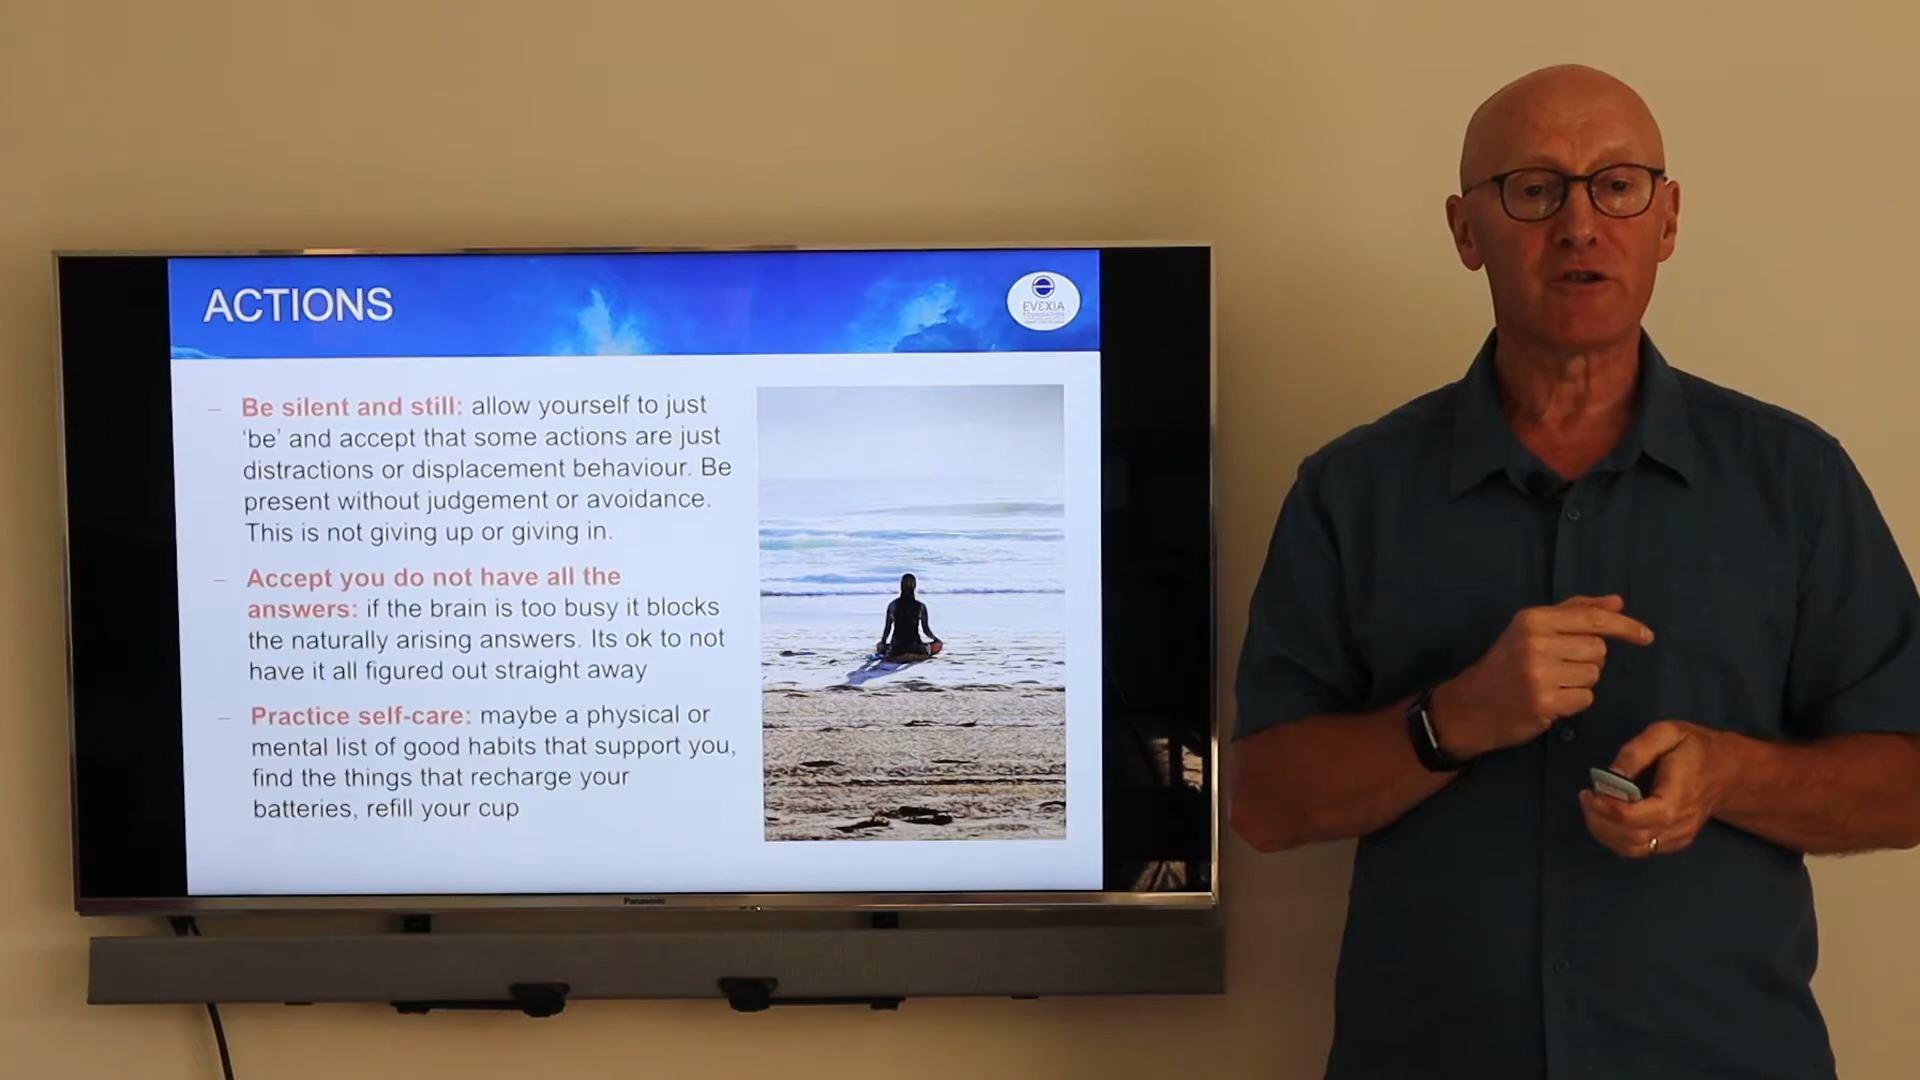 ACTIONS
EVEXIA
FOUNDATION
– Be silent and still: allow yourself to just
‘be’ and accept that some actions are just
distractions or displacement behaviour. Be
present without judgement or avoidance.
This is not giving up or giving in.
– Accept you do not have all the
answers: if the brain is too busy it blocks
the naturally arising answers. Its ok to not
have it all figured out straight away
– Practice self-care: maybe a physical or
mental list of good habits that support you,
find the things that recharge your
batteries, refill your cup
Panasonic